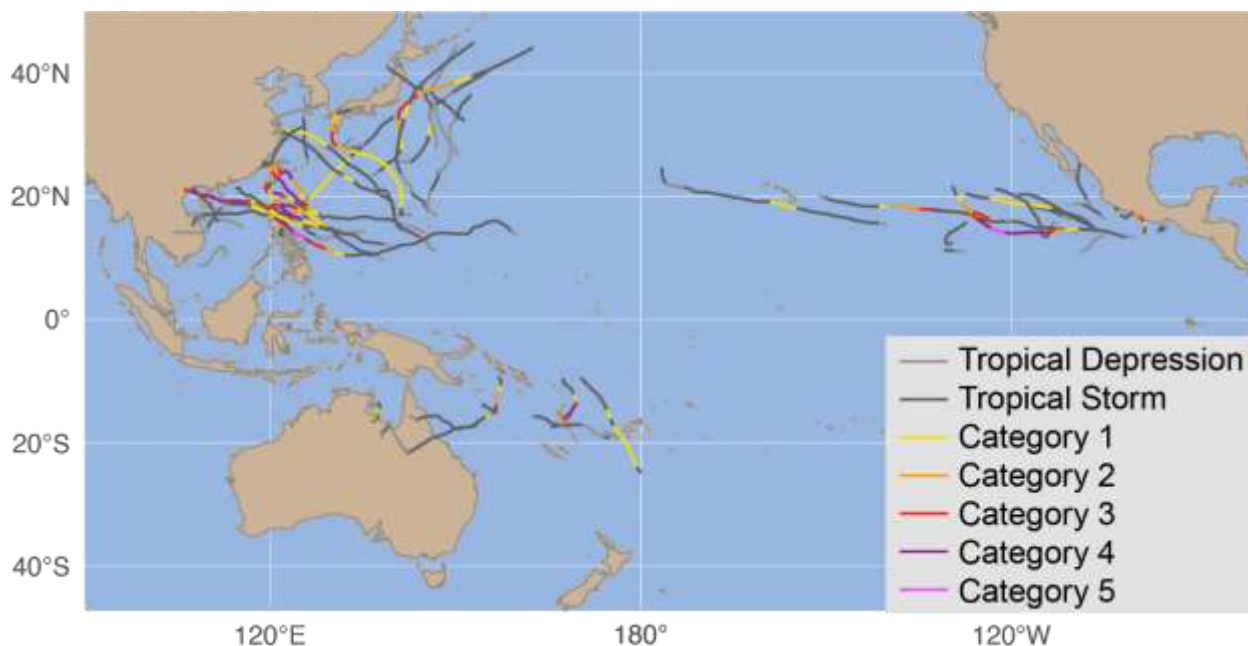 40°N
20°N
0°
20°S
40°S
120°E
180°
120°W
Tropical Depression
Tropical Storm
Category 1
Category 2
Category 3
Category 4
Category 5